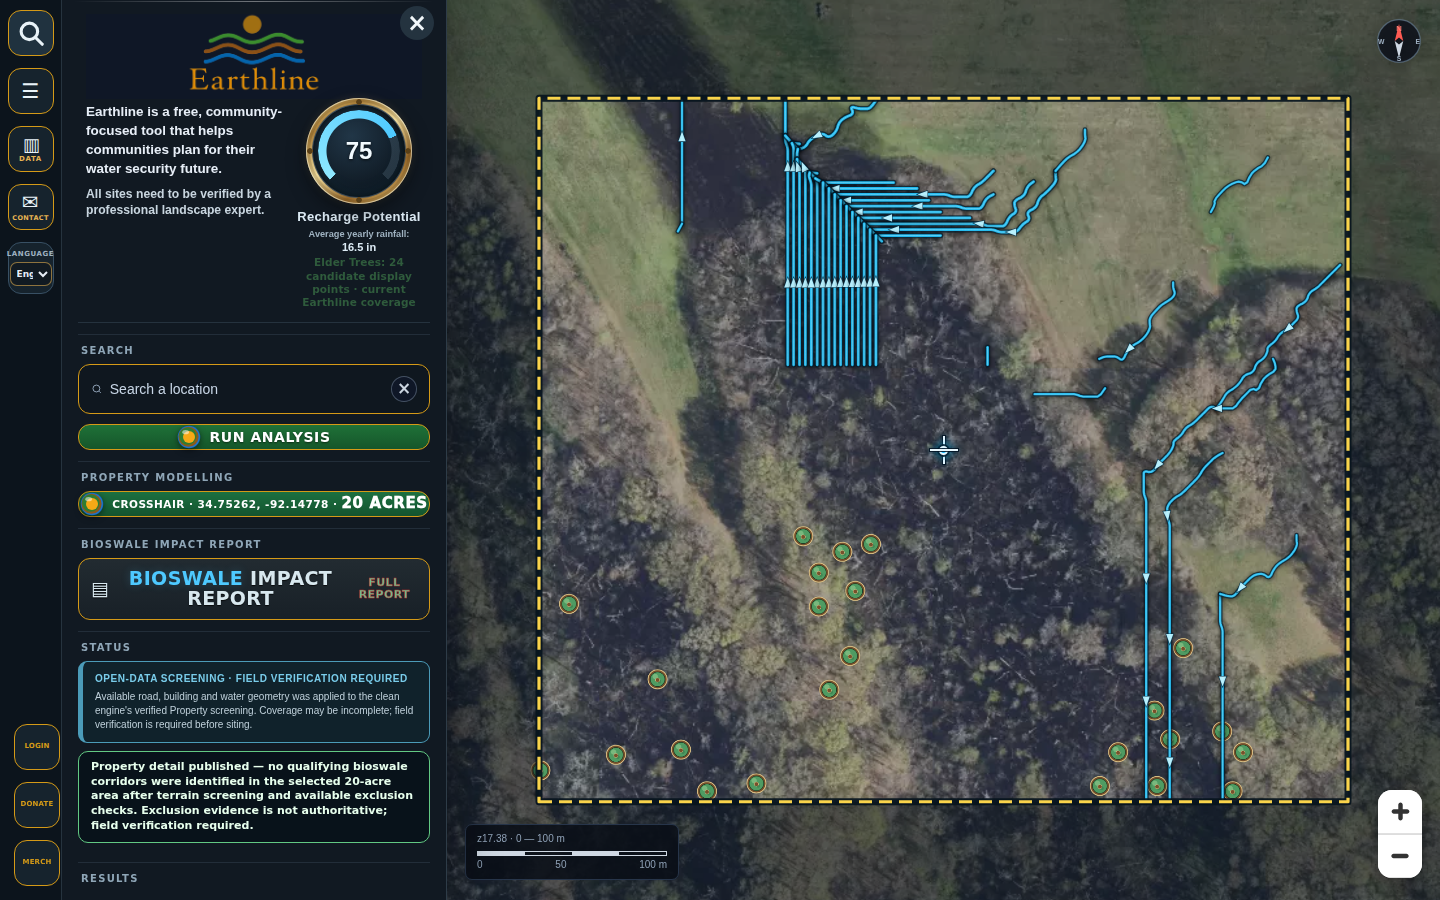 Earthline
Earthline is a free, community-
focused tool that helps
communities plan for their
water security future.
All sites need to be verified by a
professional landscape expert.
75
Recharge Potential
Average yearly rainfall:
16.5 in
Elder Trees: 24
candidate display
points · current
Earthline coverage
DATA
CONTACT
LANGUAGE
Eng
SEARCH
Search a location
RUN ANALYSIS
PROPERTY MODELLING
CROSSHAIR · 34.75262, -92.14778 · 20 ACRES
BIOSWALE IMPACT REPORT
BIOSWALE IMPACT
REPORT
FULL
REPORT
STATUS
OPEN-DATA SCREENING · FIELD VERIFICATION REQUIRED
Available road, building and water geometry was applied to the clean
engine's verified Property screening. Coverage may be incomplete; field
verification is required before siting.
Property detail published — no qualifying bioswale
corridors were identified in the selected 20-acre
area after terrain screening and available exclusion
checks. Exclusion evidence is not authoritative;
field verification required.
RESULTS
LOGIN
DONATE
MERCH
W E
S
z17.38 · 0 — 100 m
0 50 100 m